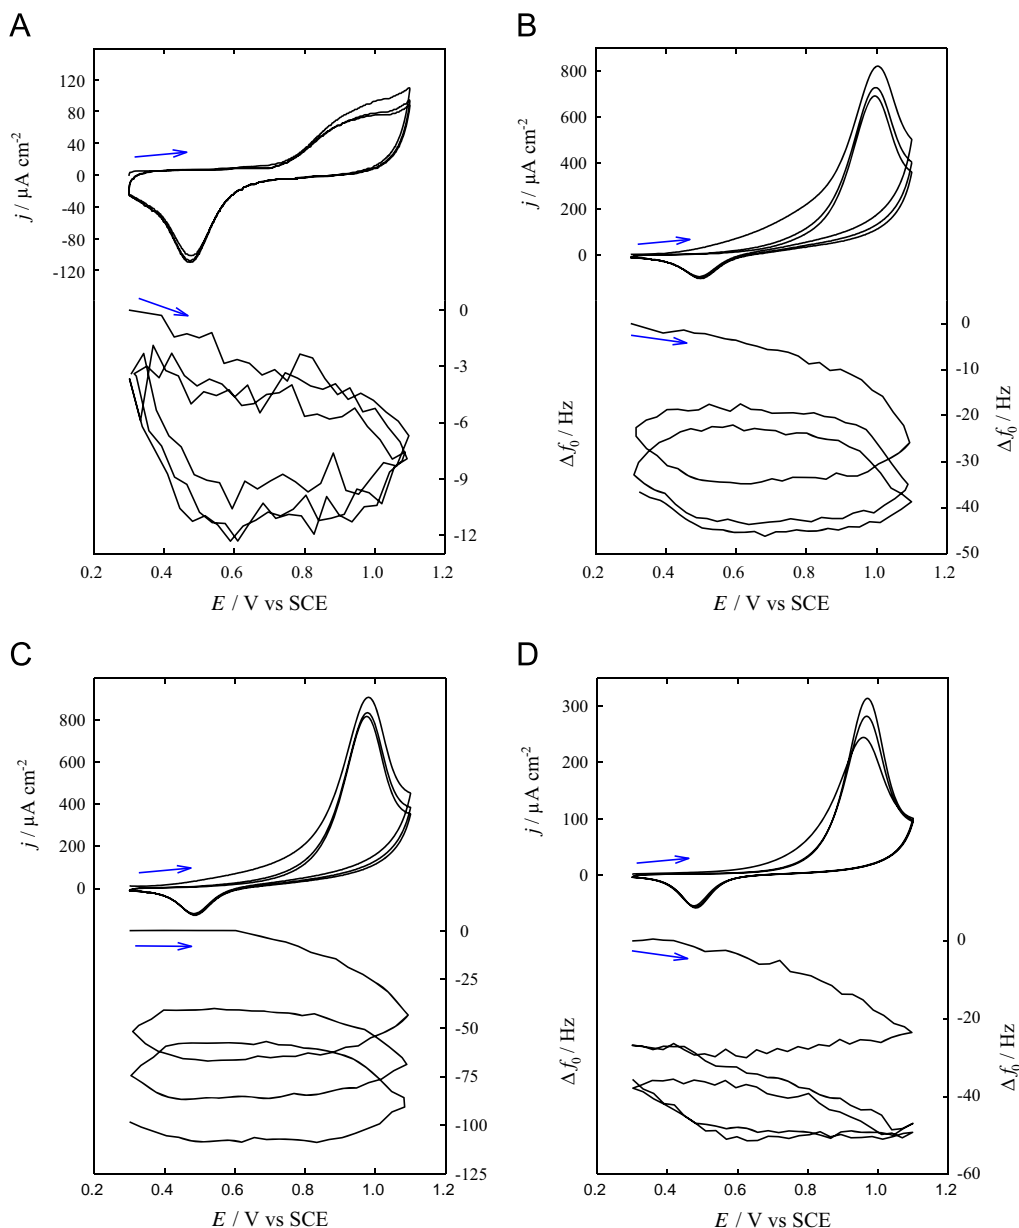 A
120
80
40
0
-40
-80
-120
j / µA cm-2
0
-3
-6
-9
-12
Δf0 / Hz
0.2 0.4 0.6 0.8 1.0 1.2
E / V vs SCE
B
800
600
400
200
0
j / µA cm-2
0
-10
-20
-30
-40
-50
Δf0 / Hz
0.2 0.4 0.6 0.8 1.0 1.2
E / V vs SCE
C
800
600
400
200
0
j / µA cm-2
0
-25
-50
-75
-100
-125
Δf0 / Hz
0.2 0.4 0.6 0.8 1.0 1.2
E / V vs SCE
D
300
200
100
0
j / µA cm-2
0
-20
-40
-60
Δf0 / Hz
0.2 0.4 0.6 0.8 1.0 1.2
E / V vs SCE